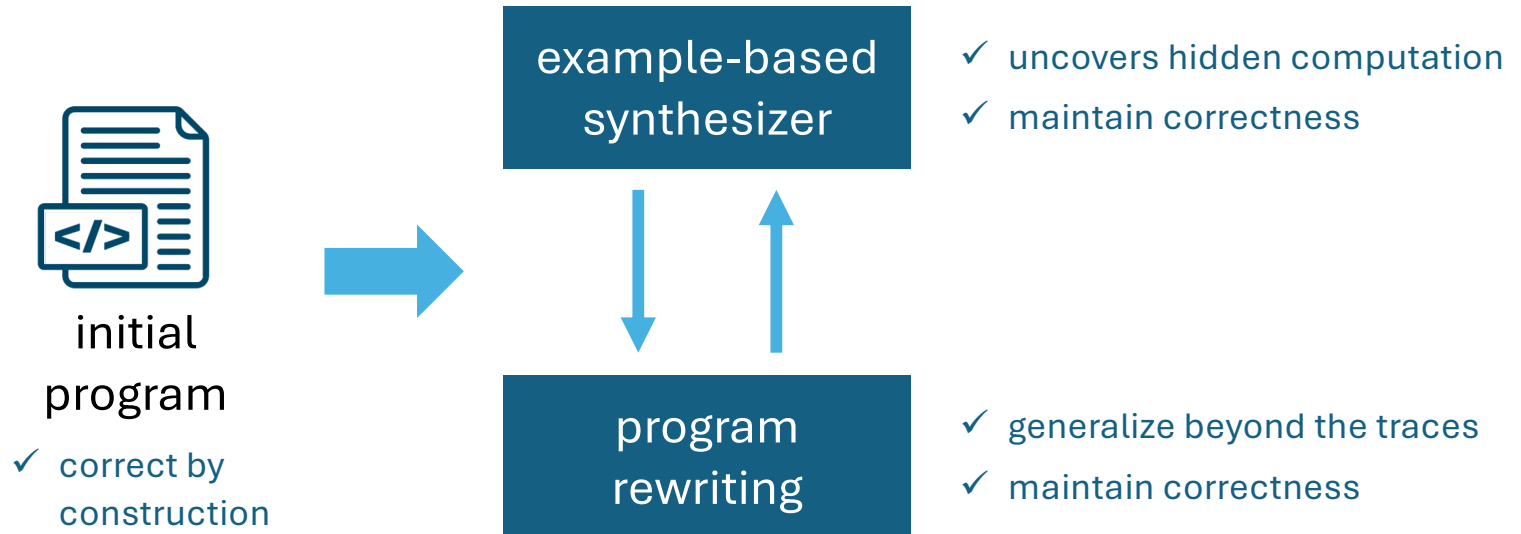 example-based
synthesizer
✓ uncovers hidden computation
✓ maintain correctness
</>
initial
program
✓ correct by
construction
program
rewriting
✓ generalize beyond the traces
✓ maintain correctness